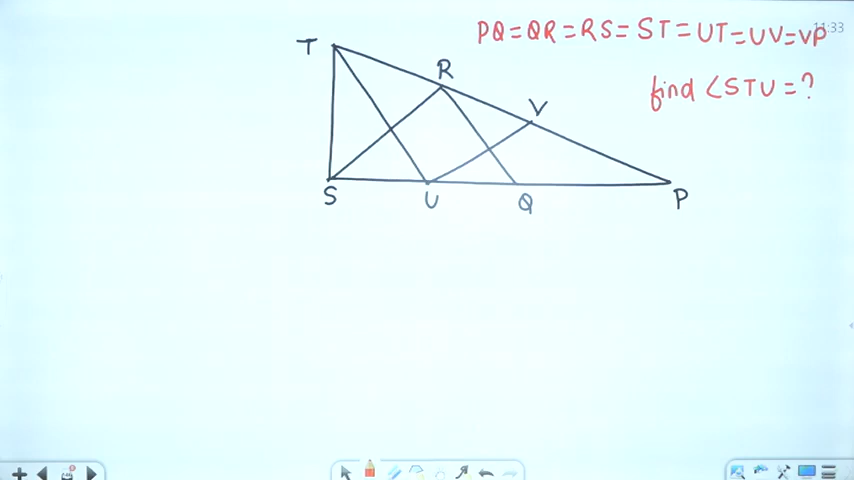 PQ=QR=RS=ST=UT=UV=VP
11:33
find ∠STU=?
T
R
V
S
U
Q
P